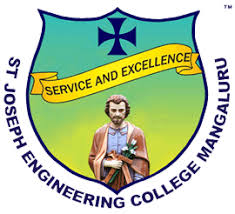 TM
SERVICE AND EXCELLENCE
ST JOSEPH ENGINEERING COLLEGE MANGALURU